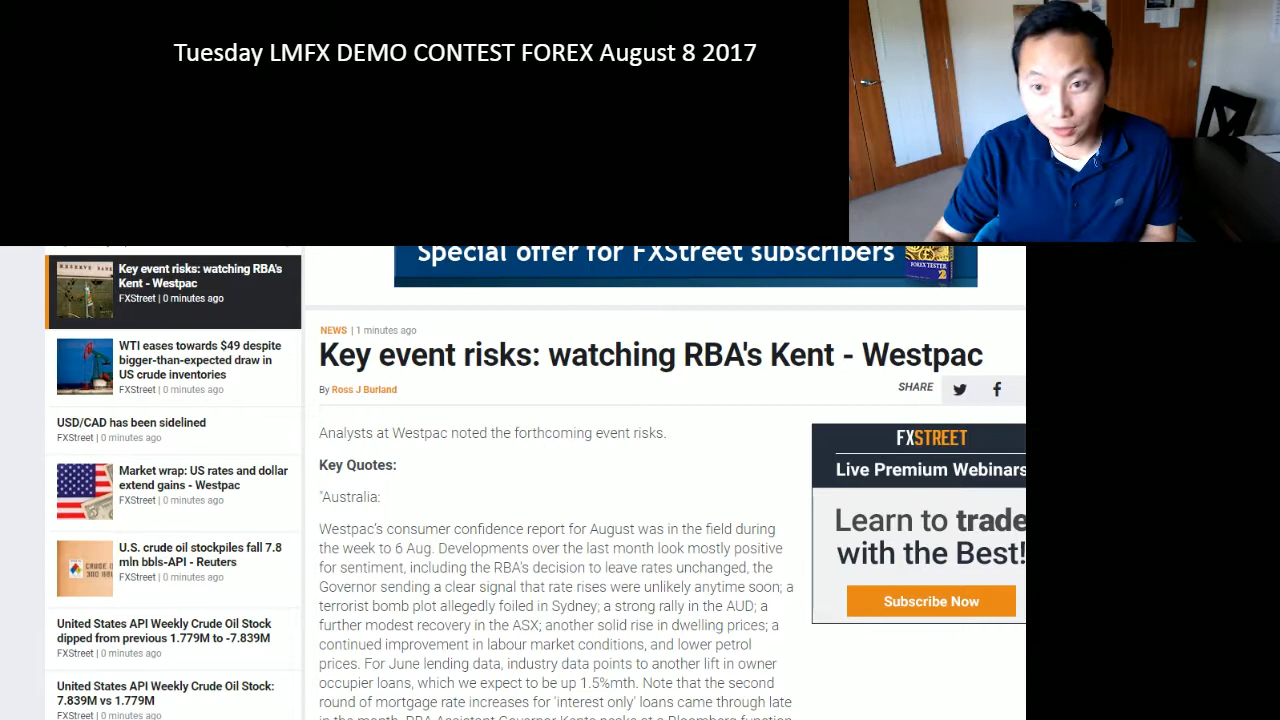 Tuesday LMFX DEMO CONTEST FOREX August 8 2017
Special offer for FXStreet subscribers
FOREX TESTER
2
Key event risks: watching RBA's
Kent - Westpac
FXStreet | 0 minutes ago
WTI eases towards $49 despite
bigger-than-expected draw in
US crude inventories
FXStreet | 0 minutes ago
USD/CAD has been sidelined
FXStreet | 0 minutes ago
Market wrap: US rates and dollar
extend gains - Westpac
FXStreet | 0 minutes ago
U.S. crude oil stockpiles fall 7.8
mln bbls-API - Reuters
FXStreet | 0 minutes ago
United States API Weekly Crude Oil Stock
dipped from previous 1.779M to -7.839M
FXStreet | 0 minutes ago
United States API Weekly Crude Oil Stock:
7.839M vs 1.779M
FXStreet | 0 minutes ago
NEWS | 1 minutes ago
Key event risks: watching RBA's Kent - Westpac
By Ross J Burland
SHARE
Analysts at Westpac noted the forthcoming event risks.
Key Quotes:
"Australia:
Westpac's consumer confidence report for August was in the field during
the week to 6 Aug. Developments over the last month look mostly positive
for sentiment, including the RBA's decision to leave rates unchanged, the
Governor sending a clear signal that rate rises were unlikely anytime soon; a
terrorist bomb plot allegedly foiled in Sydney; a strong rally in the AUD; a
further modest recovery in the ASX; another solid rise in dwelling prices; a
continued improvement in labour market conditions, and lower petrol
prices. For June lending data, industry data points to another lift in owner
occupier loans, which we expect to be up 1.5%mth. Note that the second
round of mortgage rate increases for 'interest only' loans came through late
in the month. RBA Assistant Governor Kent speaks at a Bloomberg function
FXSTREET
Live Premium Webinars
Learn to trade
with the Best!
Subscribe Now